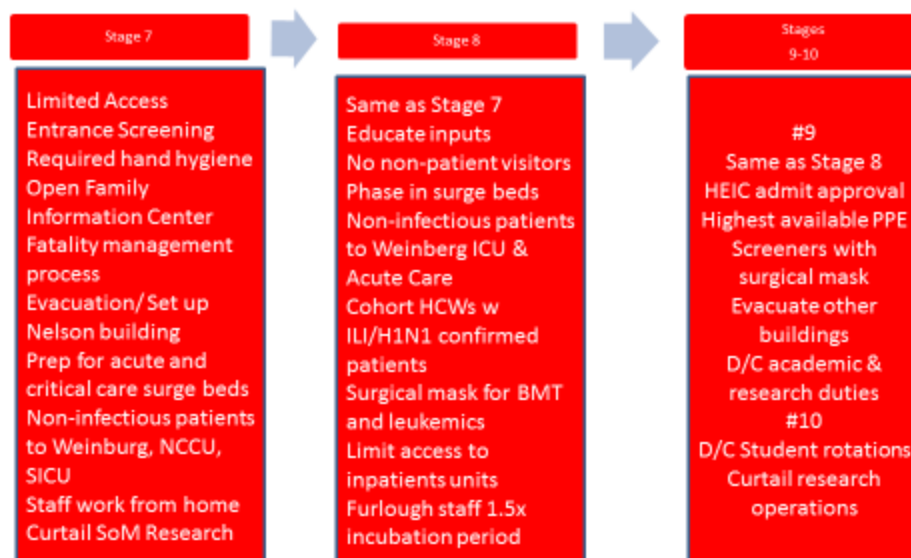 Stage 7
Limited Access
Entrance Screening
Required hand hygiene
Open Family
Information Center
Fatality management
process
Evacuation/ Set up
Nelson building
Prep for acute and
critical care surge beds
Non-infectious patients
to Weinburg, NCCU,
SICU
Staff work from home
Curtail SoM Research
Stage 8
Same as Stage 7
Educate inputs
No non-patient visitors
Phase in surge beds
Non-infectious patients
to Weinberg ICU &
Acute Care
Cohort HCWs w
ILI/H1N1 confirmed
patients
Surgical mask for BMT
and leukemics
Limit access to
inpatients units
Furlough staff 1.5x
incubation period
Stages
9-10
#9
Same as Stage 8
HEIC admit approval
Highest available PPE
Screeners with
surgical mask
Evacuate other
buildings
D/C academic &
research duties
#10
D/C Student rotations
Curtail research
operations